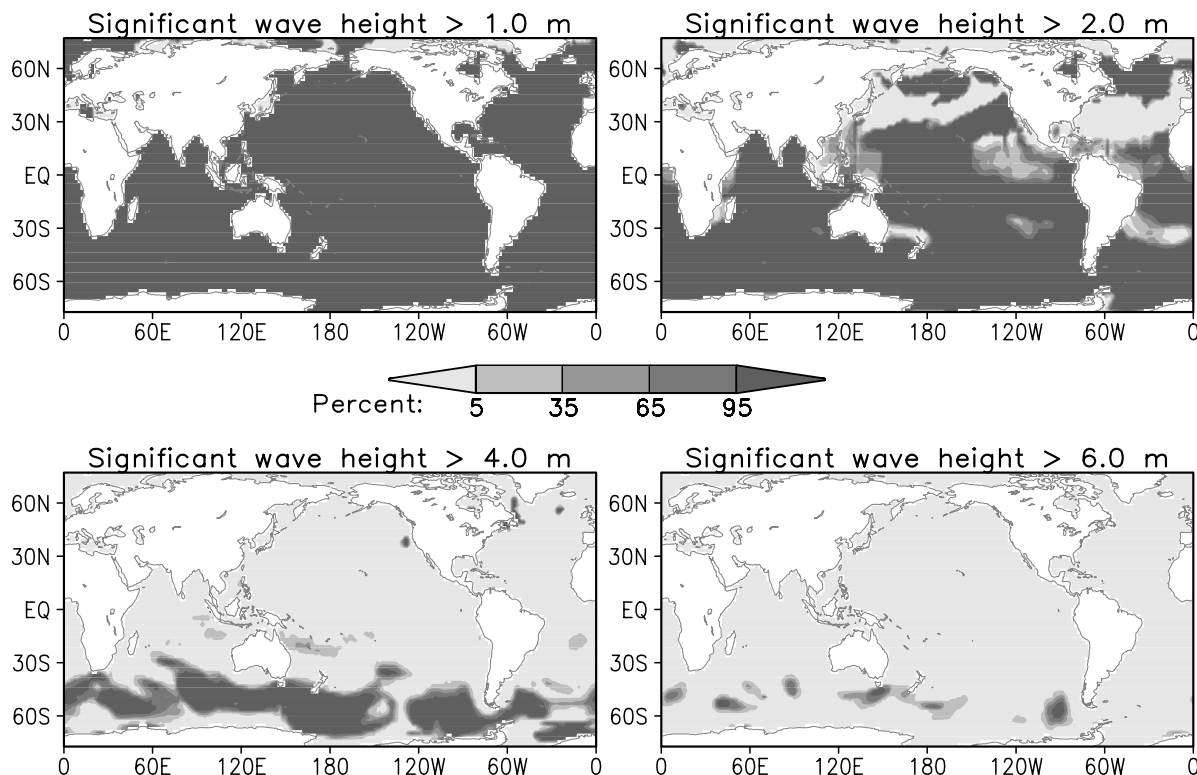 Significant wave height > 1.0 m
60N
30N
EQ
30S
60S
0 60E 120E 180 120W 60W 0
Significant wave height > 2.0 m
60N
30N
EQ
30S
60S
0 60E 120E 180 120W 60W 0
Percent: 5 35 65 95
Significant wave height > 4.0 m
60N
30N
EQ
30S
60S
0 60E 120E 180 120W 60W 0
Significant wave height > 6.0 m
60N
30N
EQ
30S
60S
0 60E 120E 180 120W 60W 0